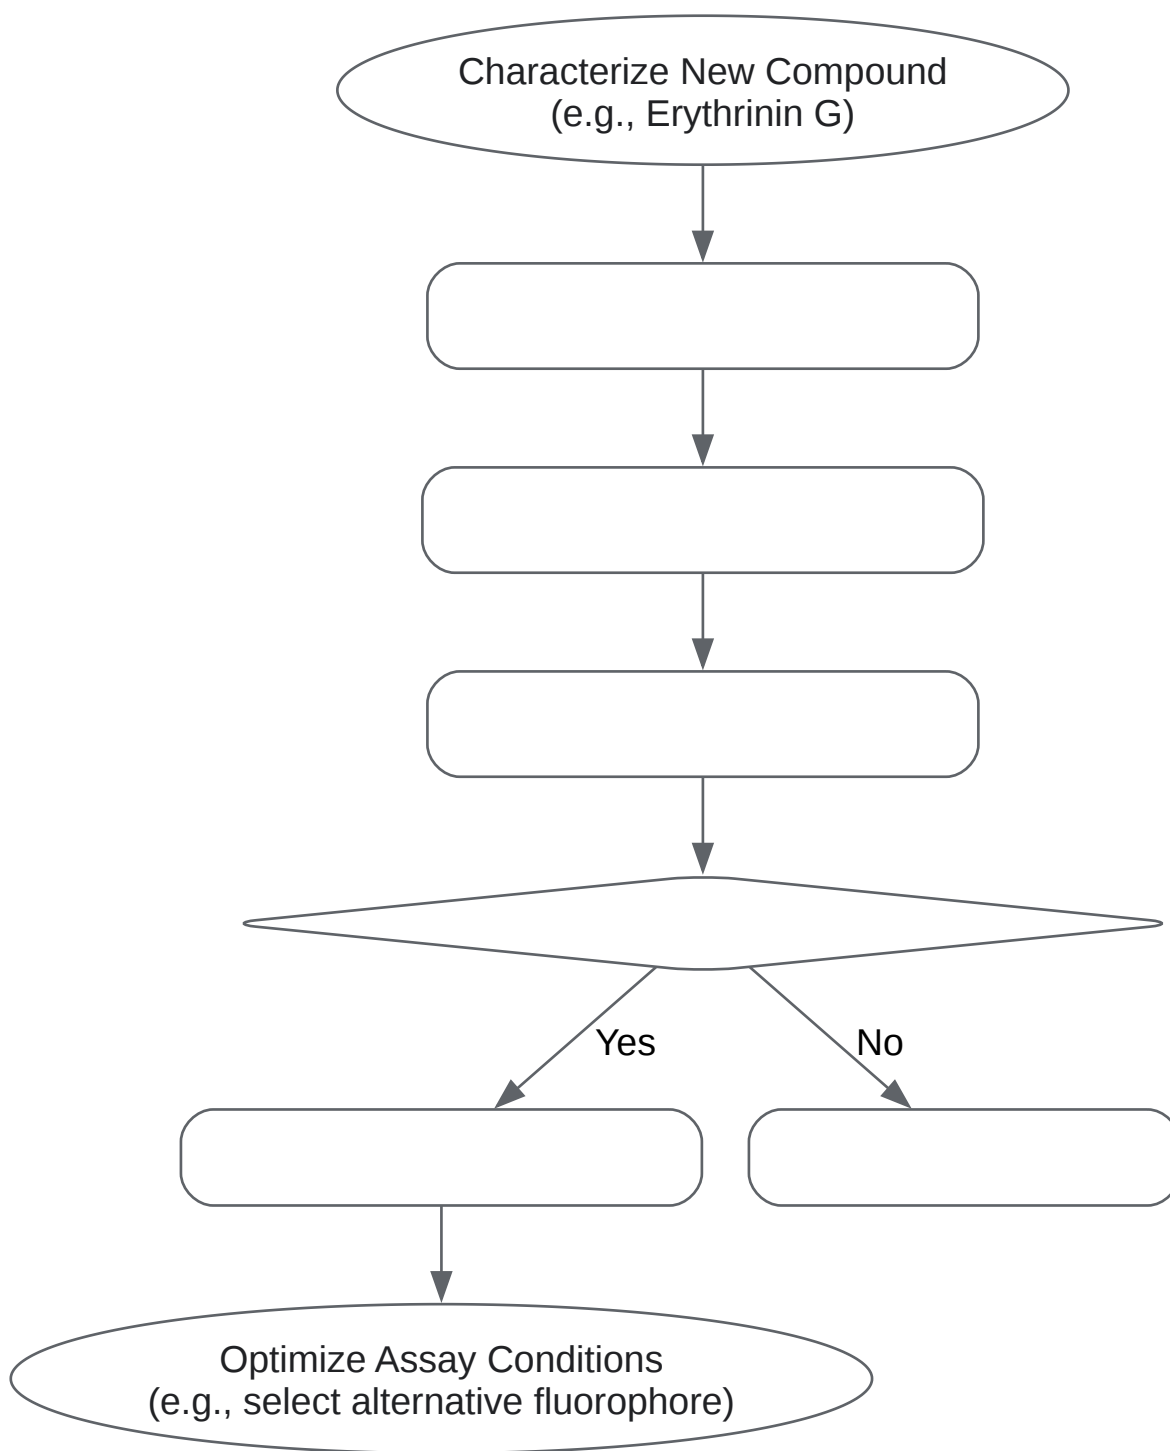 Characterize New Compound
(e.g., Erythrinin G)
Yes
No
Optimize Assay Conditions
(e.g., select alternative fluorophore)